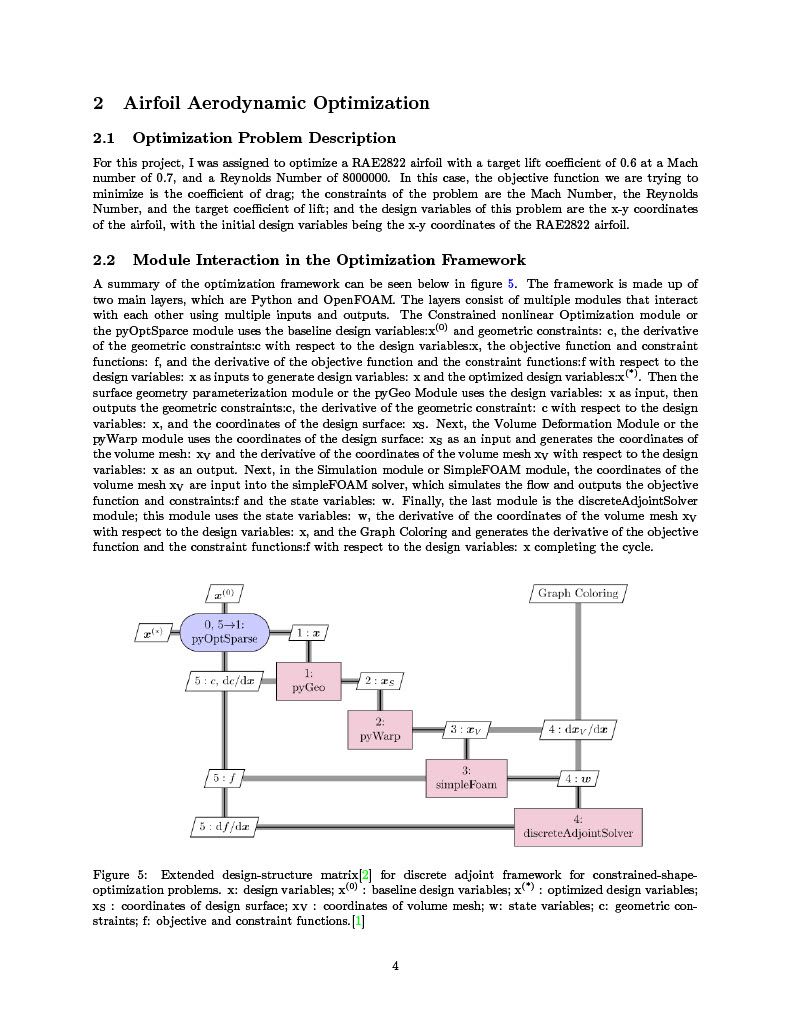 2 Airfoil Aerodynamic Optimization
2.1 Optimization Problem Description
For this project, I was assigned to optimize a RAE2822 airfoil with a target lift coefficient of 0.6 at a Mach
number of 0.7, and a Reynolds Number of 8000000. In this case, the objective function we are trying to
minimize is the coefficient of drag; the constraints of the problem are the Mach Number, the Reynolds
Number, and the target coefficient of lift; and the design variables of this problem are the x-y coordinates
of the airfoil, with the initial design variables being the x-y coordinates of the RAE2822 airfoil.
2.2 Module Interaction in the Optimization Framework
A summary of the optimization framework can be seen below in figure 5. The framework is made up of
two main layers, which are Python and OpenFOAM. The layers consist of multiple modules that interact
with each other using multiple inputs and outputs. The Constrained nonlinear Optimization module or
the pyOptSparce module uses the baseline design variables:x(0) and geometric constraints: c, the derivative
of the geometric constraints:c with respect to the design variables:x, the objective function and constraint
functions: f, and the derivative of the objective function and the constraint functions:f with respect to the
design variables: x as inputs to generate design variables: x and the optimized design variables:x(*). Then the
surface geometry parameterization module or the pyGeo Module uses the design variables: x as input, then
outputs the geometric constraints:c, the derivative of the geometric constraint: c with respect to the design
variables: x, and the coordinates of the design surface: xS. Next, the Volume Deformation Module or the
pyWarp module uses the coordinates of the design surface: xS as an input and generates the coordinates of
the volume mesh: xV and the derivative of the coordinates of the volume mesh xV with respect to the design
variables: x as an output. Next, in the Simulation module or SimpleFOAM module, the coordinates of the
volume mesh xV are input into the simpleFOAM solver, which simulates the flow and outputs the objective
function and constraints:f and the state variables: w. Finally, the last module is the discreteAdjointSolver
module; this module uses the state variables: w, the derivative of the coordinates of the volume mesh xV
with respect to the design variables: x, and the Graph Coloring and generates the derivative of the objective
function and the constraint functions:f with respect to the design variables: x completing the cycle.
x(0)
Graph Coloring
x(*)
0, 5→1:
pyOptSparse
1 : x
5 : c, dc/dx
1:
pyGeo
2 : xS
2:
pyWarp
3 : xV
4 : dxV/dx
5 : f
3:
simpleFoam
4 : w
5 : df/dx
4:
discreteAdjointSolver
Figure 5: Extended design-structure matrix[2] for discrete adjoint framework for constrained-shape-
optimization problems. x: design variables; x(0) : baseline design variables; x(*) : optimized design variables;
xS : coordinates of design surface; xV : coordinates of volume mesh; w: state variables; c: geometric con-
straints; f: objective and constraint functions.[1]
4